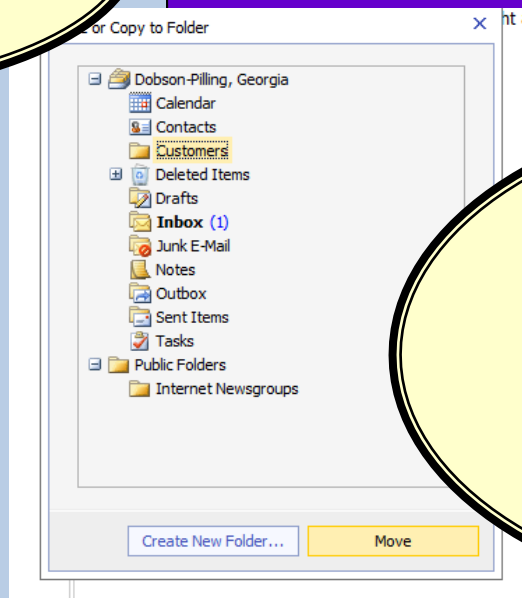 or Copy to Folder
Dobson-Pilling, Georgia
Calendar
Contacts
Customers
Deleted Items
Drafts
Inbox (1)
Junk E-Mail
Notes
Outbox
Sent Items
Tasks
Public Folders
Internet Newsgroups
Create New Folder...
Move